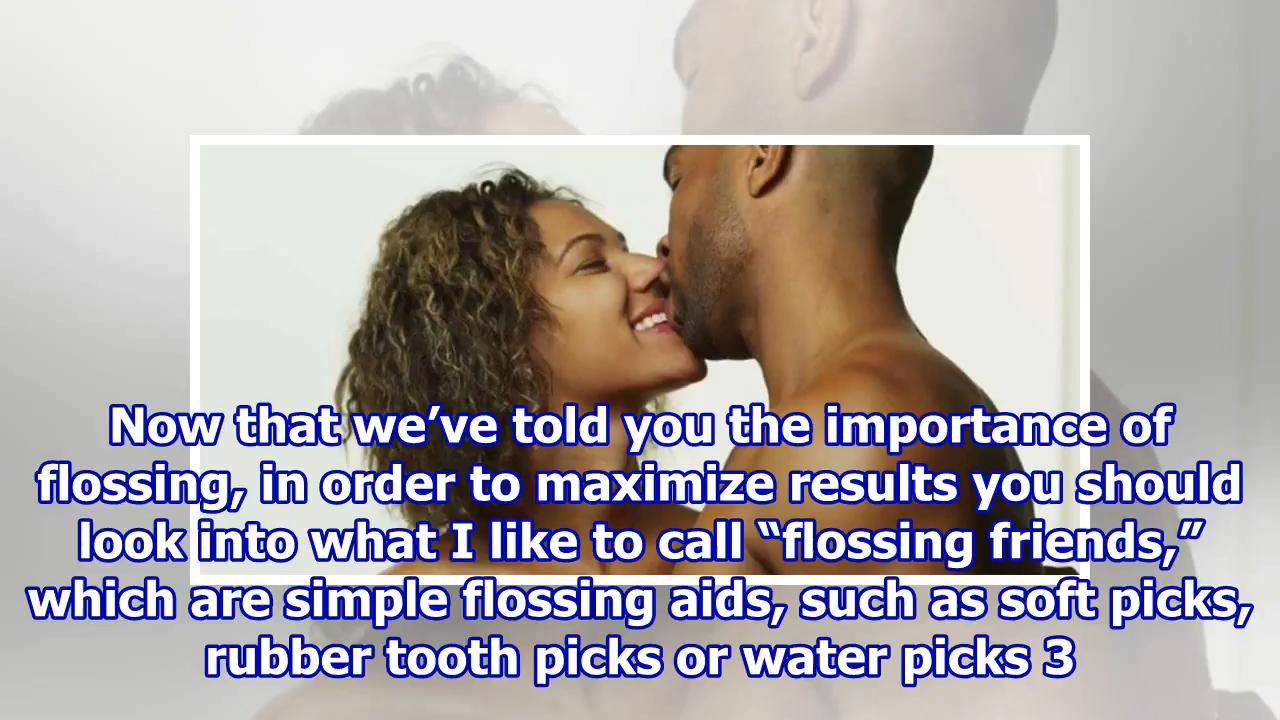 Now that we’ve told you the importance of
flossing, in order to maximize results you should
look into what I like to call “flossing friends,”
which are simple flossing aids, such as soft picks,
rubber tooth picks or water picks 3